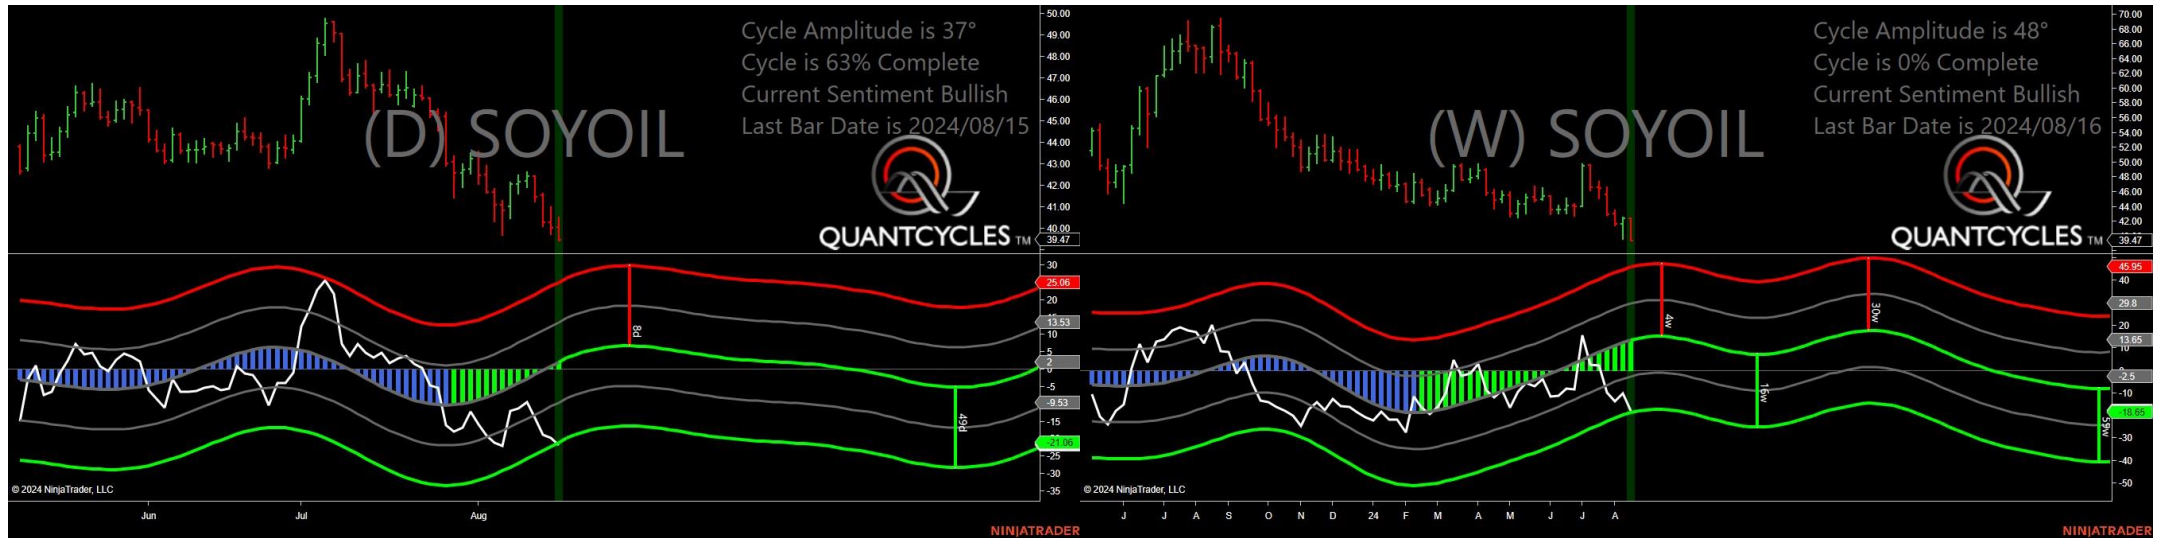 Cycle Amplitude is 37°
Cycle is 63% Complete
Current Sentiment Bullish
Last Bar Date is 2024/08/15
(D) SOYOIL
QUANTCYCLES TM
50.00
49.00
48.00
47.00
46.00
45.00
44.00
43.00
42.00
41.00
40.00
39.47
30
25.06
20
13.53
10
5
2
-5
-9.53
-15
-21.06
-25
-30
-35
8d
49d
© 2024 NinjaTrader, LLC
Jun
Jul
Aug
NINJATRADER
Cycle Amplitude is 48°
Cycle is 0% Complete
Current Sentiment Bullish
Last Bar Date is 2024/08/16
(W) SOYOIL
QUANTCYCLES TM
70.00
68.00
66.00
64.00
62.00
60.00
58.00
56.00
54.00
52.00
50.00
48.00
46.00
44.00
42.00
39.47
45.95
40
29.8
20
13.65
10
-2.5
-10
-18.65
-30
-40
-50
4w
16w
30w
59w
© 2024 NinjaTrader, LLC
J
J
A
S
O
N
D
24
F
M
A
M
J
J
A
NINJATRADER